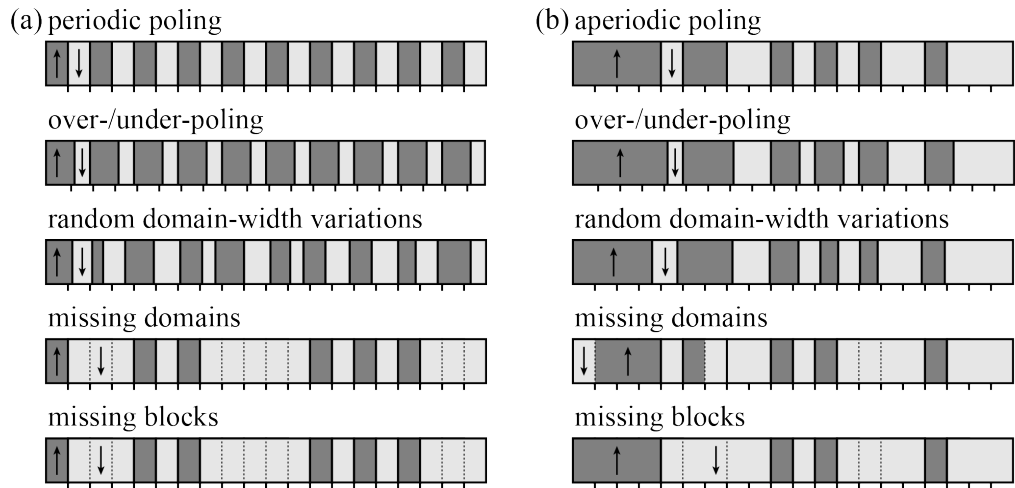 (a) periodic poling
over-/under-poling
random domain-width variations
missing domains
missing blocks
(b) aperiodic poling
over-/under-poling
random domain-width variations
missing domains
missing blocks